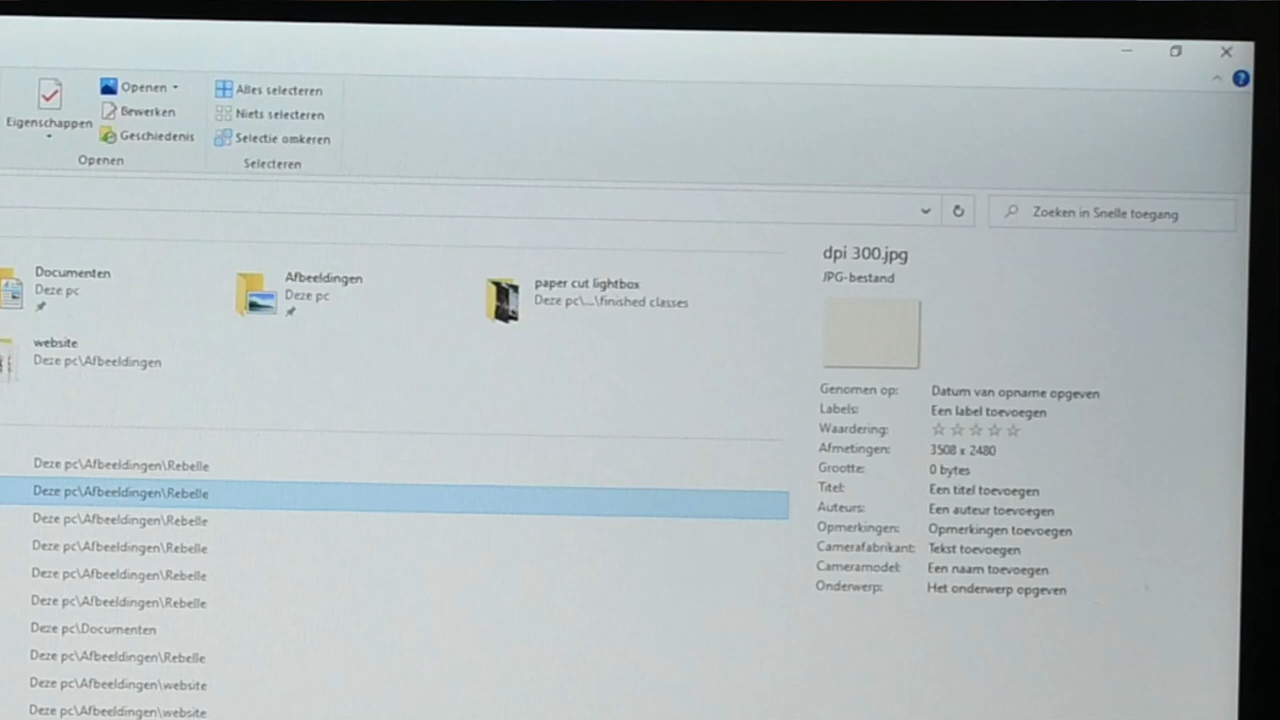 Eigenschappen
Openen
Bewerken
Geschiedenis
Openen
Alles selecteren
Niets selecteren
Selectie omkeren
Selecteren
Zoeken in Snelle toegang
Documenten
Deze pc
Afbeeldingen
Deze pc
paper cut lightbox
Deze pc\...\finished classes
website
Deze pc\Afbeeldingen
Deze pc\Afbeeldingen\Rebelle
Deze pc\Afbeeldingen\Rebelle
Deze pc\Afbeeldingen\Rebelle
Deze pc\Afbeeldingen\Rebelle
Deze pc\Afbeeldingen\Rebelle
Deze pc\Afbeeldingen\Rebelle
Deze pc\Documenten
Deze pc\Afbeeldingen\Rebelle
Deze pc\Afbeeldingen\website
Deze pc\Afbeeldingen\website
dpi 300.jpg
JPG-bestand
Genomen op: Datum van opname opgeven
Labels: Een label toevoegen
Waardering: ☆☆☆☆☆
Afmetingen: 3508 x 2480
Grootte: 0 bytes
Titel: Een titel toevoegen
Auteurs: Een auteur toevoegen
Opmerkingen: Opmerkingen toevoegen
Camerafabrikant: Tekst toevoegen
Cameramodel: Een naam toevoegen
Onderwerp: Het onderwerp opgeven